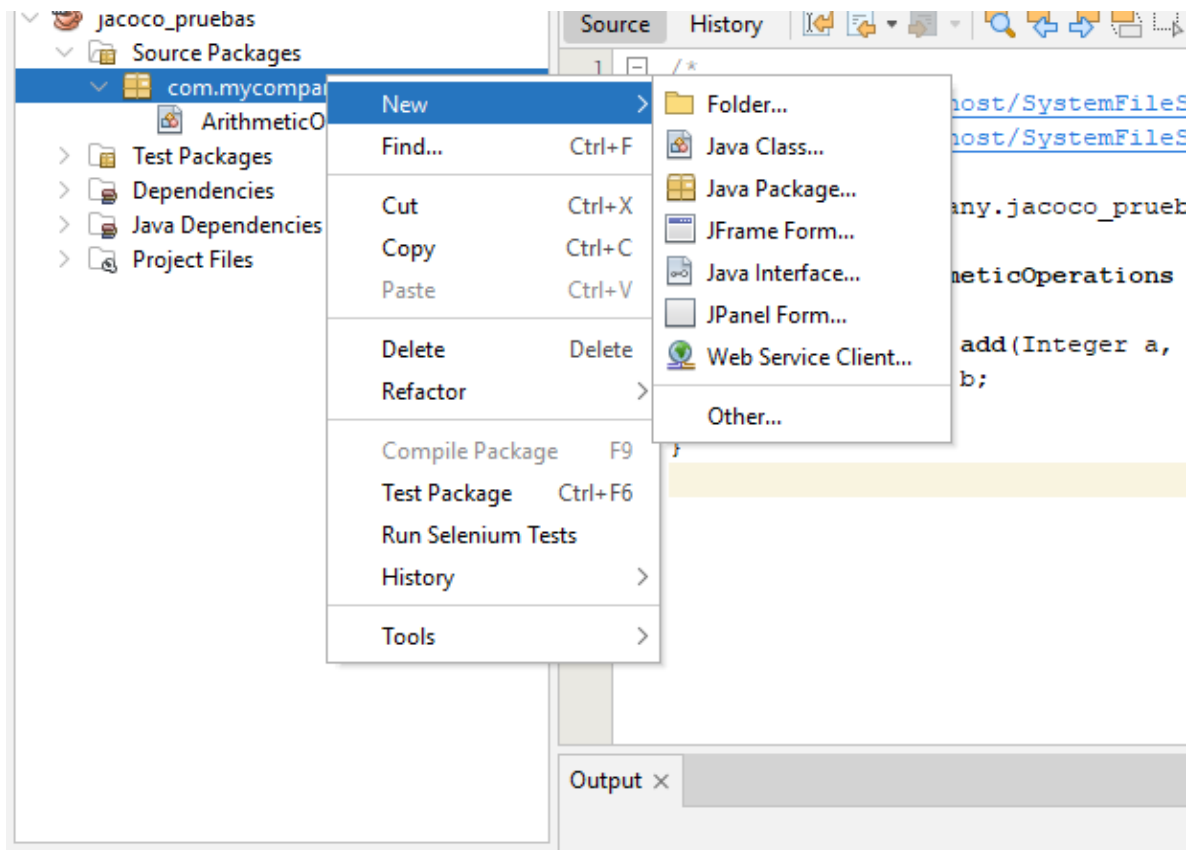 jacoco_pruebas
Source Packages
com.mycompa
ArithmeticO
Test Packages
Dependencies
Java Dependencies
Project Files
New
Find... Ctrl+F
Cut Ctrl+X
Copy Ctrl+C
Paste Ctrl+V
Delete Delete
Refactor
Compile Package F9
Test Package Ctrl+F6
Run Selenium Tests
History
Tools
Folder...
Java Class...
Java Package...
JFrame Form...
Java Interface...
JPanel Form...
Web Service Client...
Other...
Source History
1 /*
host/SystemFileS
host/SystemFileS
any.jacoco_prueb
meticOperations
add(Integer a,
b;
}
Output